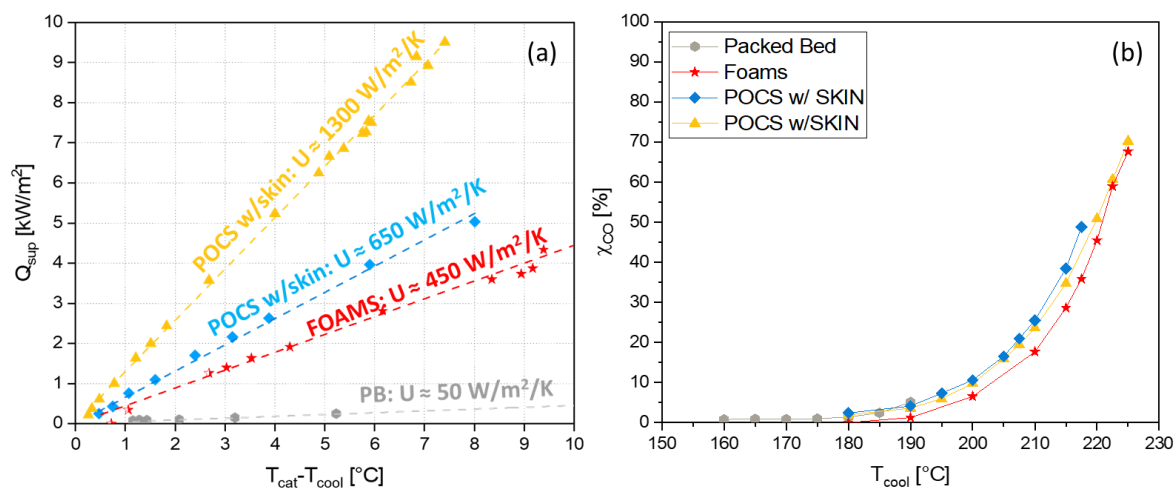 (a)
10
9
8
7
6
5
4
3
2
1
0
Q_sup [kW/m²]
POCS w/skin: U ≈ 1300 W/m²/K
POCS w/skin: U ≈ 650 W/m²/K
FOAMS: U ≈ 450 W/m²/K
PB: U ≈ 50 W/m²/K
0 1 2 3 4 5 6 7 8 9 10
T_cat-T_cool [°C]
(b)
Packed Bed
Foams
POCS w/ SKIN
POCS w/SKIN
100
90
80
70
60
50
40
30
20
10
0
χ_CO [%]
150 160 170 180 190 200 210 220 230
T_cool [°C]